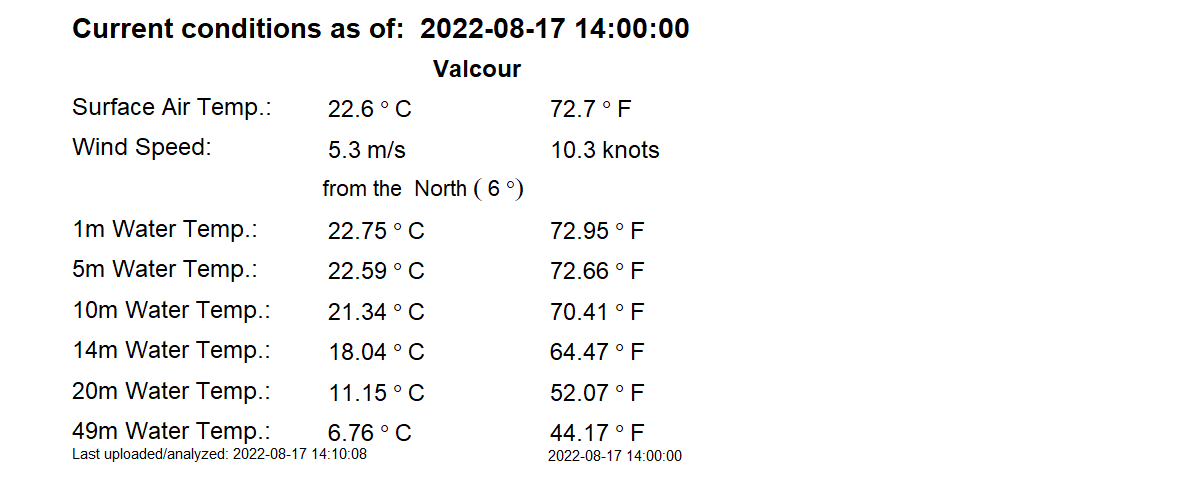 Current conditions as of: 2022-08-17 14:00:00
Valcour
Surface Air Temp.: 22.6 ° C 72.7 ° F
Wind Speed: 5.3 m/s 10.3 knots
from the North ( 6 °)
1m Water Temp.: 22.75 ° C 72.95 ° F
5m Water Temp.: 22.59 ° C 72.66 ° F
10m Water Temp.: 21.34 ° C 70.41 ° F
14m Water Temp.: 18.04 ° C 64.47 ° F
20m Water Temp.: 11.15 ° C 52.07 ° F
49m Water Temp.: 6.76 ° C 44.17 ° F
Last uploaded/analyzed: 2022-08-17 14:10:08 2022-08-17 14:00:00